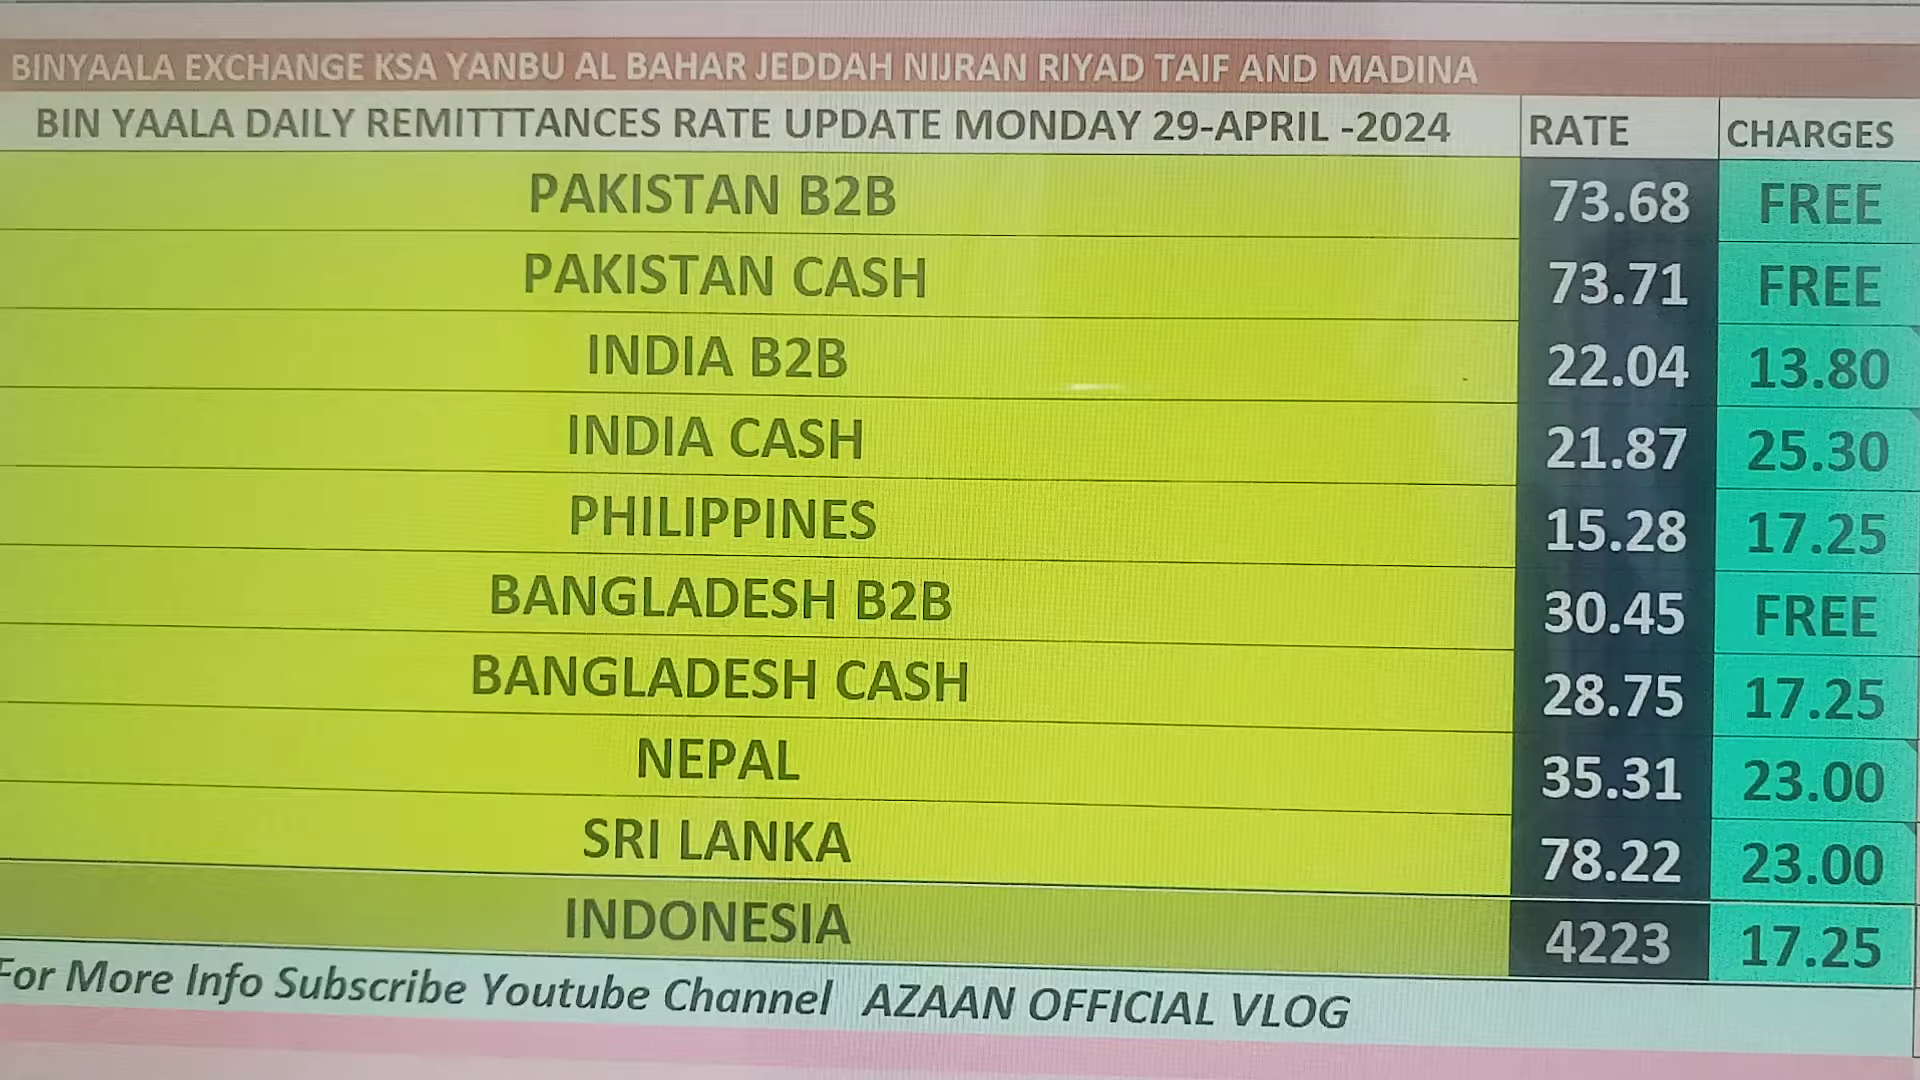 BINYAALA EXCHANGE KSA YANBU AL BAHAR JEDDAH NIJRAN RIYAD TAIF AND MADINA
BIN YAALA DAILY REMITTTANCES RATE UPDATE MONDAY 29-APRIL -2024 RATE CHARGES
PAKISTAN B2B 73.68 FREE
PAKISTAN CASH 73.71 FREE
INDIA B2B 22.04 13.80
INDIA CASH 21.87 25.30
PHILIPPINES 15.28 17.25
BANGLADESH B2B 30.45 FREE
BANGLADESH CASH 28.75 17.25
NEPAL 35.31 23.00
SRI LANKA 78.22 23.00
INDONESIA 4223 17.25
For More Info Subscribe Youtube Channel AZAAN OFFICIAL VLOG